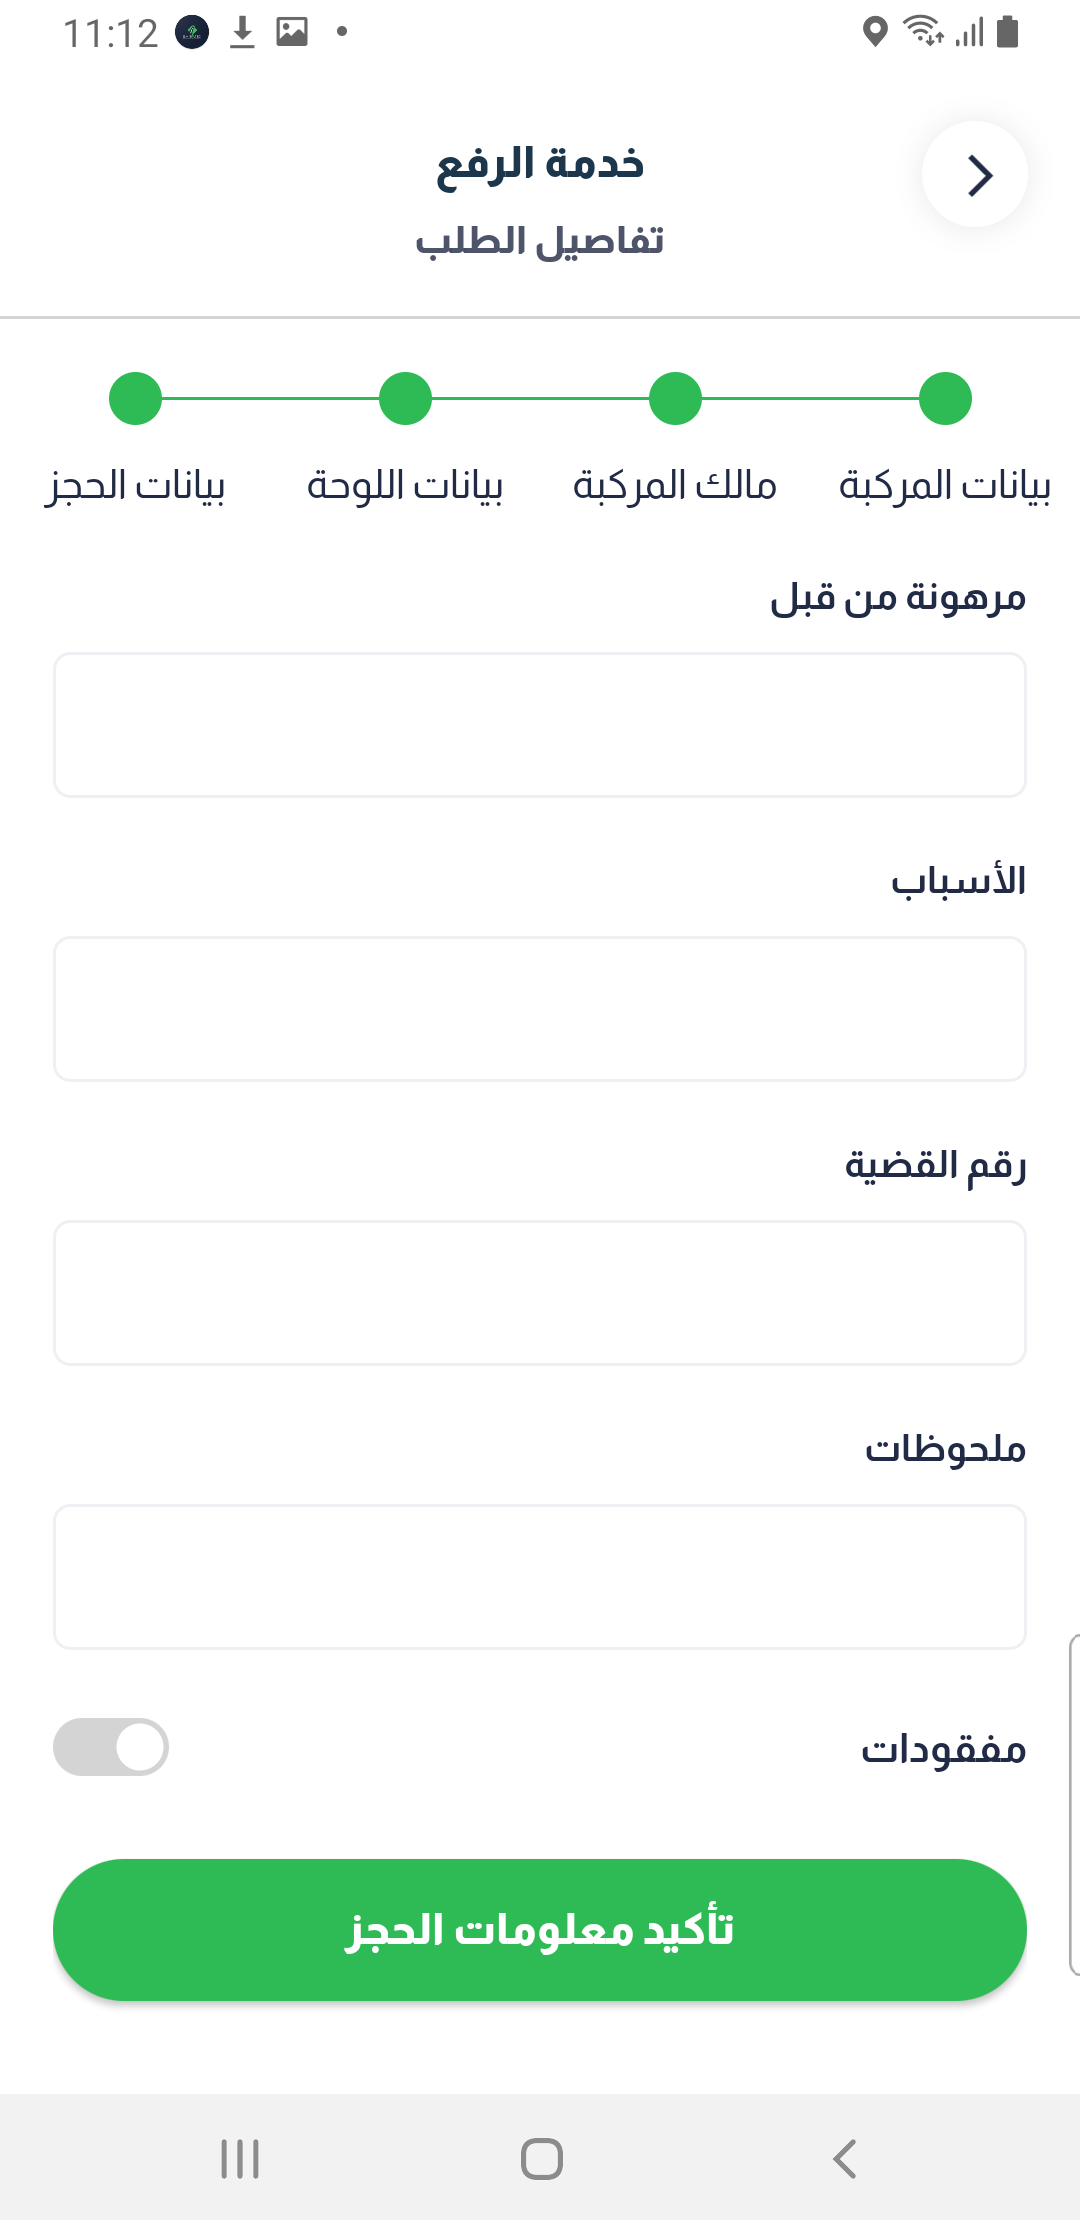 11:12
خدمة الرفع
تفاصيل الطلب
بيانات المركبة
مالك المركبة
بيانات اللوحة
بيانات الحجز
مرهونة من قبل
الأسباب
رقم القضية
ملحوظات
مفقودات
تأكيد معلومات الحجز